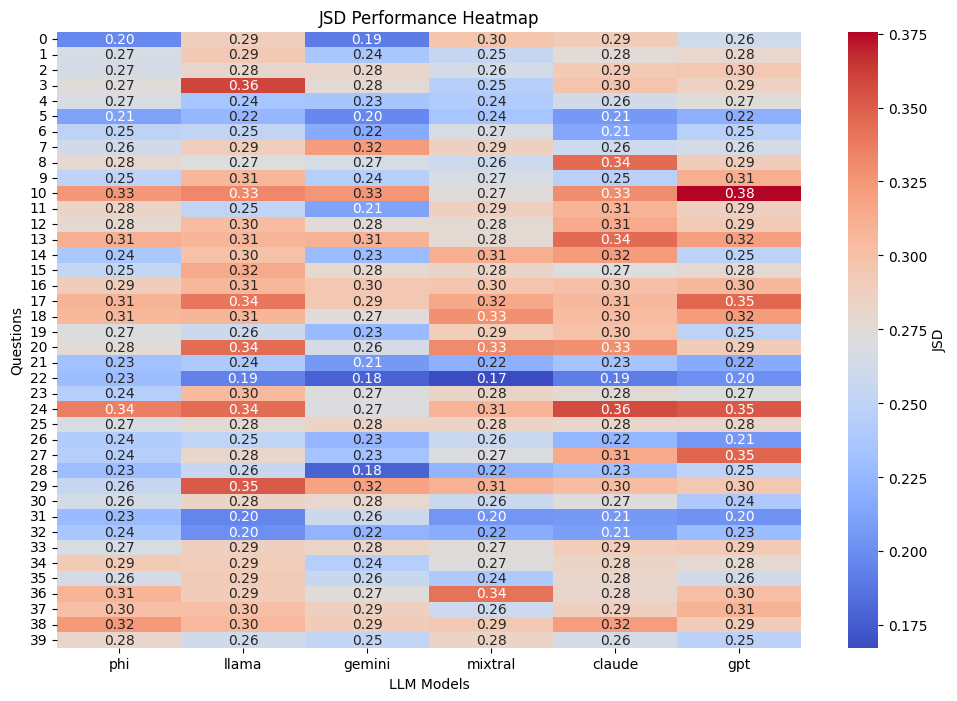 JSD Performance Heatmap
0 0.20 0.29 0.19 0.30 0.29 0.26
1 0.27 0.29 0.24 0.25 0.28 0.28
2 0.27 0.28 0.28 0.26 0.29 0.30
3 0.27 0.36 0.28 0.25 0.30 0.29
4 0.27 0.24 0.23 0.24 0.26 0.27
5 0.21 0.22 0.20 0.24 0.21 0.22
6 0.25 0.25 0.22 0.27 0.21 0.25
7 0.26 0.29 0.32 0.29 0.26 0.26
8 0.28 0.27 0.27 0.26 0.34 0.29
9 0.25 0.31 0.24 0.27 0.25 0.31
10 0.33 0.33 0.33 0.27 0.33 0.38
11 0.28 0.25 0.21 0.29 0.31 0.29
12 0.28 0.30 0.28 0.28 0.31 0.29
13 0.31 0.31 0.31 0.28 0.34 0.32
14 0.24 0.30 0.23 0.31 0.32 0.25
15 0.25 0.32 0.28 0.28 0.27 0.28
16 0.29 0.31 0.30 0.30 0.30 0.30
17 0.31 0.34 0.29 0.32 0.31 0.35
18 0.31 0.31 0.27 0.33 0.30 0.32
19 0.27 0.26 0.23 0.29 0.30 0.25
20 0.28 0.34 0.26 0.33 0.33 0.29
21 0.23 0.24 0.21 0.22 0.23 0.22
22 0.23 0.19 0.18 0.17 0.19 0.20
23 0.24 0.30 0.27 0.28 0.28 0.27
24 0.34 0.34 0.27 0.31 0.36 0.35
25 0.27 0.28 0.28 0.28 0.28 0.28
26 0.24 0.25 0.23 0.26 0.22 0.21
27 0.24 0.28 0.23 0.27 0.31 0.35
28 0.23 0.26 0.18 0.22 0.23 0.25
29 0.26 0.35 0.32 0.31 0.30 0.30
30 0.26 0.28 0.28 0.26 0.27 0.24
31 0.23 0.20 0.26 0.20 0.21 0.20
32 0.24 0.20 0.22 0.22 0.21 0.23
33 0.27 0.29 0.28 0.27 0.29 0.29
34 0.29 0.29 0.24 0.27 0.28 0.28
35 0.26 0.29 0.26 0.24 0.28 0.26
36 0.31 0.29 0.27 0.34 0.28 0.30
37 0.30 0.30 0.29 0.26 0.29 0.31
38 0.32 0.30 0.29 0.29 0.32 0.29
39 0.28 0.26 0.25 0.28 0.26 0.25
phi llama gemini mixtral claude gpt
LLM Models
Questions
0.375
0.350
0.325
0.300
0.275
0.250
0.225
0.200
0.175
JSD